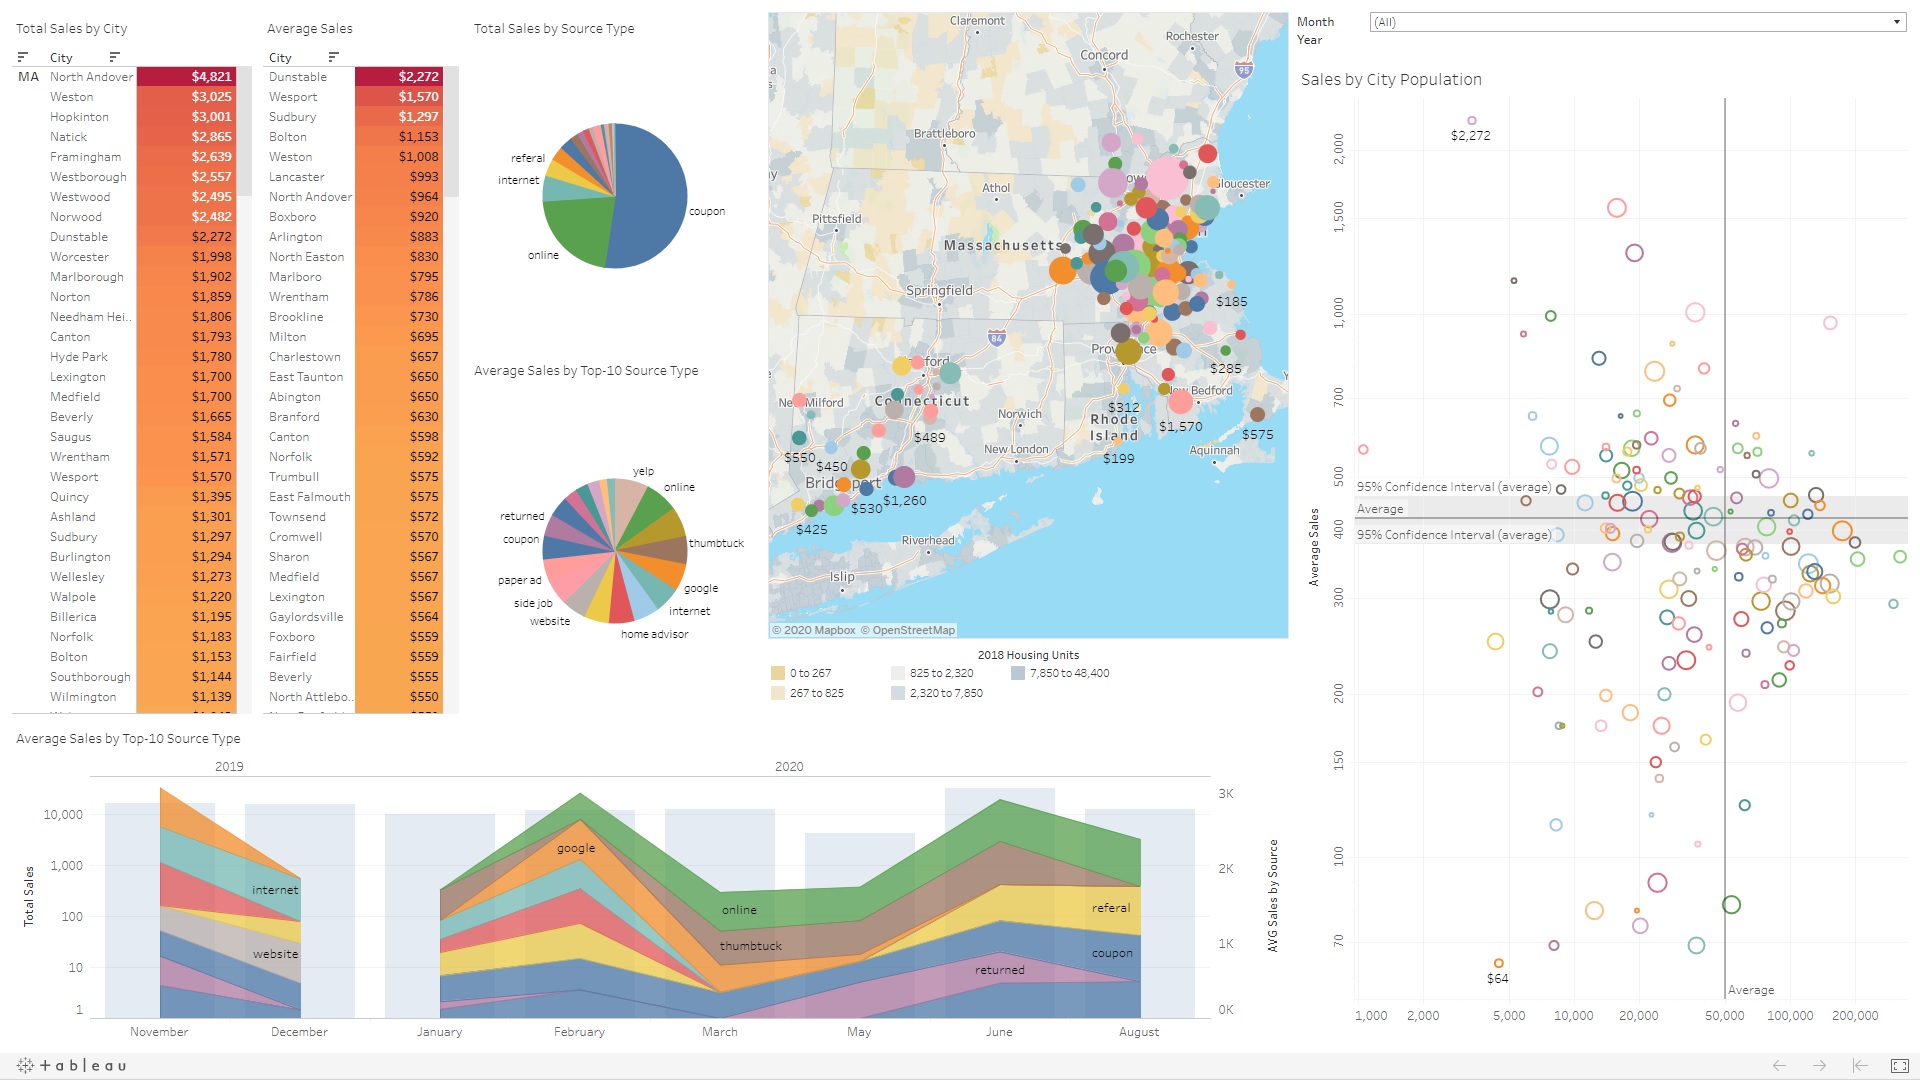 Total Sales by City
City
MA North Andover $4,821
Weston $3,025
Hopkinton $3,001
Natick $2,865
Framingham $2,639
Westborough $2,557
Westwood $2,495
Norwood $2,482
Dunstable $2,272
Worcester $1,998
Marlborough $1,902
Norton $1,859
Needham Hei.. $1,806
Canton $1,793
Hyde Park $1,780
Lexington $1,700
Medfield $1,700
Beverly $1,665
Saugus $1,584
Wrentham $1,571
Wesport $1,570
Quincy $1,395
Ashland $1,301
Sudbury $1,297
Burlington $1,294
Wellesley $1,273
Walpole $1,220
Billerica $1,195
Norfolk $1,183
Bolton $1,153
Southborough $1,144
Wilmington $1,139
Average Sales
City
Dunstable $2,272
Wesport $1,570
Sudbury $1,297
Bolton $1,153
Weston $1,008
Lancaster $993
North Andover $964
Boxboro $920
Arlington $883
North Easton $830
Marlboro $795
Wrentham $786
Brookline $730
Milton $695
Charlestown $657
East Taunton $650
Abington $650
Branford $630
Canton $598
Norfolk $592
Trumbull $575
East Falmouth $575
Townsend $572
Cromwell $570
Sharon $567
Medfield $567
Lexington $567
Gaylordsville $564
Foxboro $559
Fairfield $559
Beverly $555
North Attlebo.. $550
Total Sales by Source Type
referal
internet
coupon
online
Average Sales by Top-10 Source Type
yelp
online
returned
coupon
thumbtuck
paper ad
google
side job
internet
website
home advisor
Claremont
Rochester
Concord
95
Brattleboro
Athol
Gloucester
Pittsfield
Massachusetts
Springfield
$185
84
Providence
$285
New Milford
Connecticut
New Bedford
$312
Norwich
Rhode
Island
$1,570
$575
$489
New London
Aquinnah
$550
$450
$199
Bridgeport
$1,260
$530
$425
Riverhead
Islip
© 2020 Mapbox © OpenStreetMap
2018 Housing Units
0 to 267
825 to 2,320
7,850 to 48,400
267 to 825
2,320 to 7,850
Month
Year
(All)
Sales by City Population
$2,272
2,000
1,500
1,000
700
500
400
300
200
150
100
70
Average Sales
95% Confidence Interval (average)
Average
95% Confidence Interval (average)
$64
Average
1,000 2,000 5,000 10,000 20,000 50,000 100,000 200,000
Average Sales by Top-10 Source Type
2019 2020
10,000
1,000
100
10
1
Total Sales
3K
2K
1K
0K
AVG Sales by Source
google
internet
online
referal
thumbtuck
website
coupon
returned
November December January February March May June August
+ a b | e a u